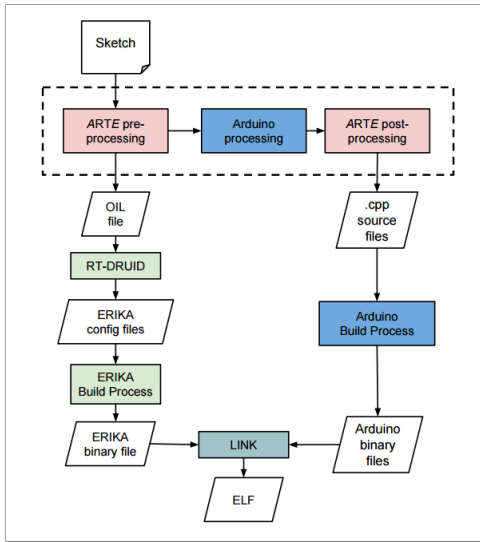 Sketch
ARTE pre-
processing
Arduino
processing
ARTE post-
processing
OIL
file
.cpp
source
files
RT-DRUID
ERIKA
config files
Arduino
Build Process
ERIKA
Build Process
ERIKA
binary file
LINK
Arduino
binary
files
ELF